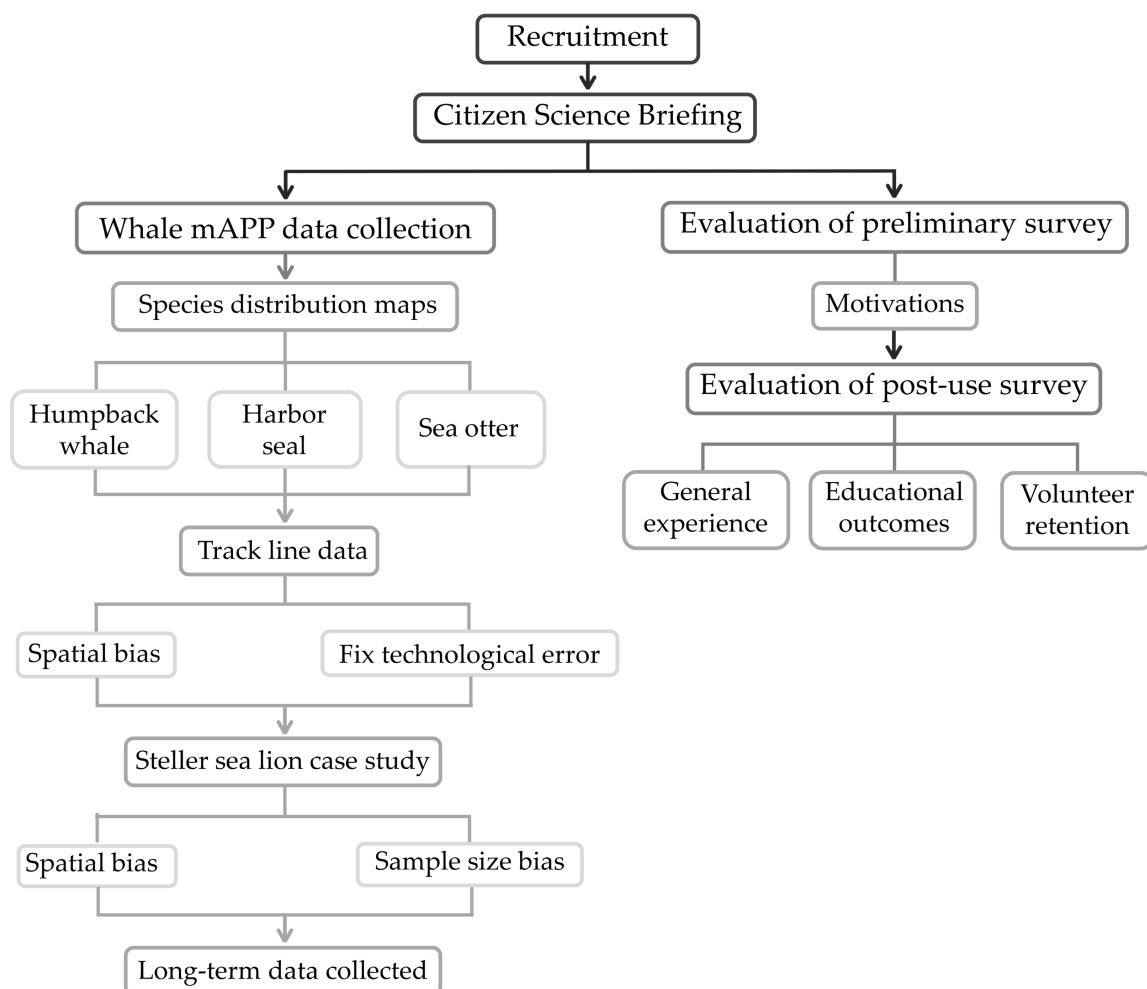 Recruitment
Citizen Science Briefing
Whale mAPP data collection
Evaluation of preliminary survey
Species distribution maps
Motivations
Humpback
whale
Harbor
seal
Sea otter
Evaluation of post-use survey
General
experience
Educational
outcomes
Volunteer
retention
Track line data
Spatial bias
Fix technological error
Steller sea lion case study
Spatial bias
Sample size bias
Long-term data collected